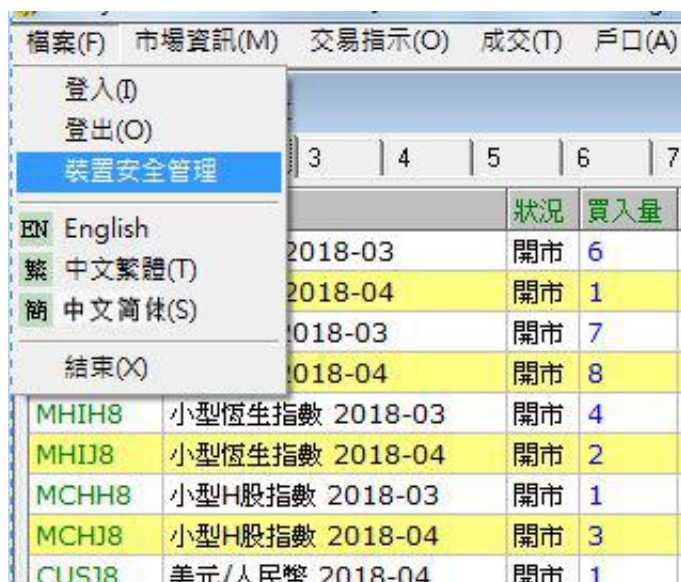 檔案(F) 市場資訊(M) 交易指示(O) 成交(T) 戶口(A)
登入(I)
登出(O)
裝置安全管理
3 4 5 6 7
狀況 買入量
EN English
2018-03 開市 6
繁 中文繁體(T)
2018-04 開市 1
簡 中文简体(S)
018-03 開市 7
結束(X)
018-04 開市 8
MHIH8 小型恆生指數 2018-03 開市 4
MHIJ8 小型恆生指數 2018-04 開市 2
MCHH8 小型H股指數 2018-03 開市 1
MCHJ8 小型H股指數 2018-04 開市 3
CUSJ8 美元/人民幣 2018-04 開市 1